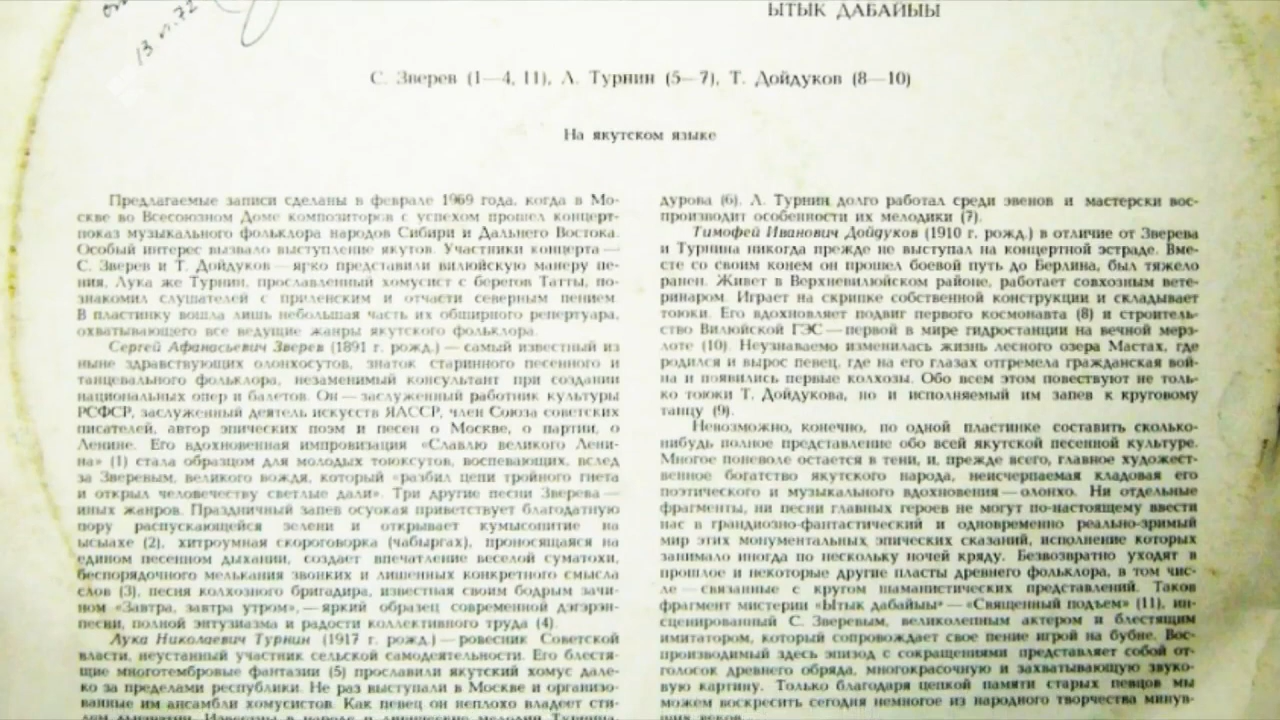 13 II.72
ЫТЫК ДАБАЙЫЫ
С. Зверев (1—4, 11), Л. Турнин (5—7), Т. Дойдуков (8—10)
На якутском языке
Предлагаемые записи сделаны в феврале 1969 года, когда в Мо-
скве во Всесоюзном Доме композиторов с успехом прошел концерт-
показ музыкального фольклора народов Сибири и Дальнего Востока.
Особый интерес вызвало выступление якутов. Участники концерта —
С. Зверев и Т. Дойдуков — ярко представили вилюйскую манеру пе-
ния, Лука же Турнин, прославленный хомусист с берегов Татты, по-
знакомил слушателей с приленским и отчасти северным пением.
В пластинку вошла лишь небольшая часть их обширного репертуара,
охватывающего все ведущие жанры якутского фольклора.
Сергей Афанасьевич Зверев (1891 г. рожд.) — самый известный из
ныне здравствующих олонхосутов, знаток старинного песенного и
танцевального фольклора, незаменимый консультант при создании
национальных опер и балетов. Он — заслуженный работник культуры
РСФСР, заслуженный деятель искусств ЯАССР, член Союза советских
писателей, автор эпических поэм и песен о Москве, о партии, о
Ленине. Его вдохновенная импровизация «Славлю великого Лени-
на» (1) стала образцом для молодых тоюксутов, воспевающих, вслед
за Зверевым, великого вождя, который «разбил цепи тройного гнета
и открыл человечеству светлые дали». Три другие песни Зверева —
иных жанров. Праздничный запев осуокая приветствует благодатную
пору распускающейся зелени и открывает кумысопитие на
ысыахе (2), хитроумная скороговорка (чабыргах), проносящаяся на
едином песенном дыхании, создает впечатление веселой суматохи,
беспорядочного мелькания звонких и лишенных конкретного смысла
слов (3), песня колхозного бригадира, известная своим бодрым зачи-
ном «Завтра, завтра утром», — яркий образец современной дэгэрэн-
песни, полной энтузиазма и радости коллективного труда (4).
Лука Николаевич Турнин (1917 г. рожд.) — ровесник Советской
власти, неустанный участник сельской самодеятельности. Его блестя-
щие многотембровые фантазии (5) прославили якутский хомус дале-
ко за пределами республики. Не раз выступали в Москве и организо-
ванные им ансамбли хомусистов. Как певец он неплохо владеет сти-
дурова (6). Л. Турнин долго работал среди эвенов и мастерски вос-
производит особенности их мелодики (7).
Тимофей Иванович Дойдуков (1910 г. рожд.) в отличие от Зверева
и Турнина никогда прежде не выступал на концертной эстраде. Вме-
сте со своим конем он прошел боевой путь до Берлина, был тяжело
ранен. Живет в Верхневилюйском районе, работает совхозным вете-
ринаром. Играет на скрипке собственной конструкции и складывает
тоюки. Его вдохновляет подвиг первого космонавта (8) и строитель-
ство Вилюйской ГЭС — первой в мире гидростанции на вечной мерз-
лоте (10). Неузнаваемо изменилась жизнь лесного озера Мастах, где
родился и вырос певец, где на его глазах отгремела гражданская вой-
на и появились первые колхозы. Обо всем этом повествуют не толь-
ко тоюки Т. Дойдукова, но и исполняемый им запев к круговому
танцу (9).
Невозможно, конечно, по одной пластинке составить сколько-
нибудь полное представление обо всей якутской песенной культуре.
Многое поневоле остается в тени, и, прежде всего, главное художест-
венное богатство якутского народа, неисчерпаемая кладовая его
поэтического и музыкального вдохновения — олонхо. Ни отдельные
фрагменты, ни песни главных героев не могут по-настоящему ввести
нас в грандиозно-фантастический и одновременно реально-зримый
мир этих монументальных эпических сказаний, исполнение которых
занимало иногда по нескольку ночей кряду. Безвозвратно уходят в
прошлое и некоторые другие пласты древнего фольклора, в том чис-
ле — связанные с кругом шаманистических представлений. Таков
фрагмент мистерии «Ытык дабайыы» — «Священный подъем» (11), ин-
сценированный С. Зверевым, великолепным актером и блестящим
имитатором, который сопровождает свое пение игрой на бубне. Вос-
производимый здесь эпизод с сокращениями представляет собой от-
голосок древнего обряда, многокрасочную и захватывающую звуко-
вую картину. Только благодаря цепкой памяти старых певцов мы
можем воскресить сегодня немногое из народного творчества минув-
ших веков.